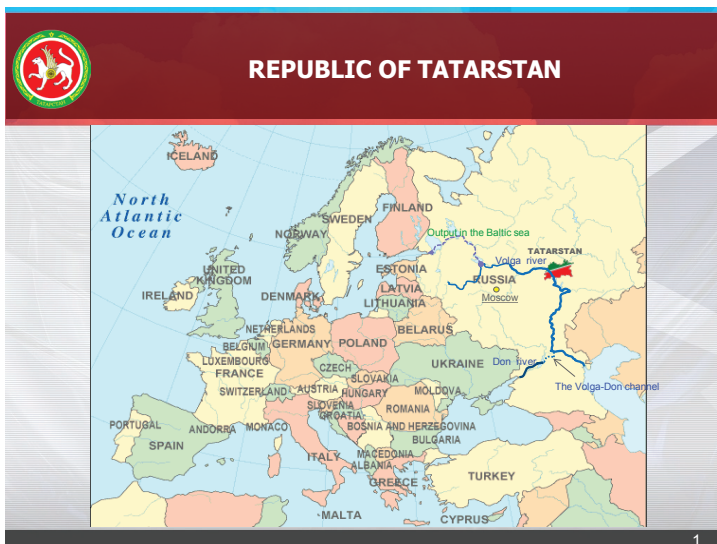 REPUBLIC OF TATARSTAN
ТАТАРСТАН
ICELAND
North
Atlantic
Ocean
FINLAND
SWEDEN
NORWAY
Output in the Baltic sea
TATARSTAN
Volga river
ESTONIA
RUSSIA
Moscow
UNITED
KINGDOM
IRELAND
DENMARK
LATVIA
LITHUANIA
NETHERLANDS
BELARUS
BELGIUM
GERMANY
POLAND
LUXEMBOURG
FRANCE
CZECH
UKRAINE
Don river
SLOVAKIA
The Volga-Don channel
SWITZERLAND
AUSTRIA
HUNGARY
MOLDOVA
SLOVENIA
CROATIA
ROMANIA
PORTUGAL
ANDORRA
MONACO
BOSNIA AND HERZEGOVINA
BULGARIA
SPAIN
ITALY
MACEDONIA
ALBANIA
GREECE
TURKEY
MALTA
CYPRUS
1